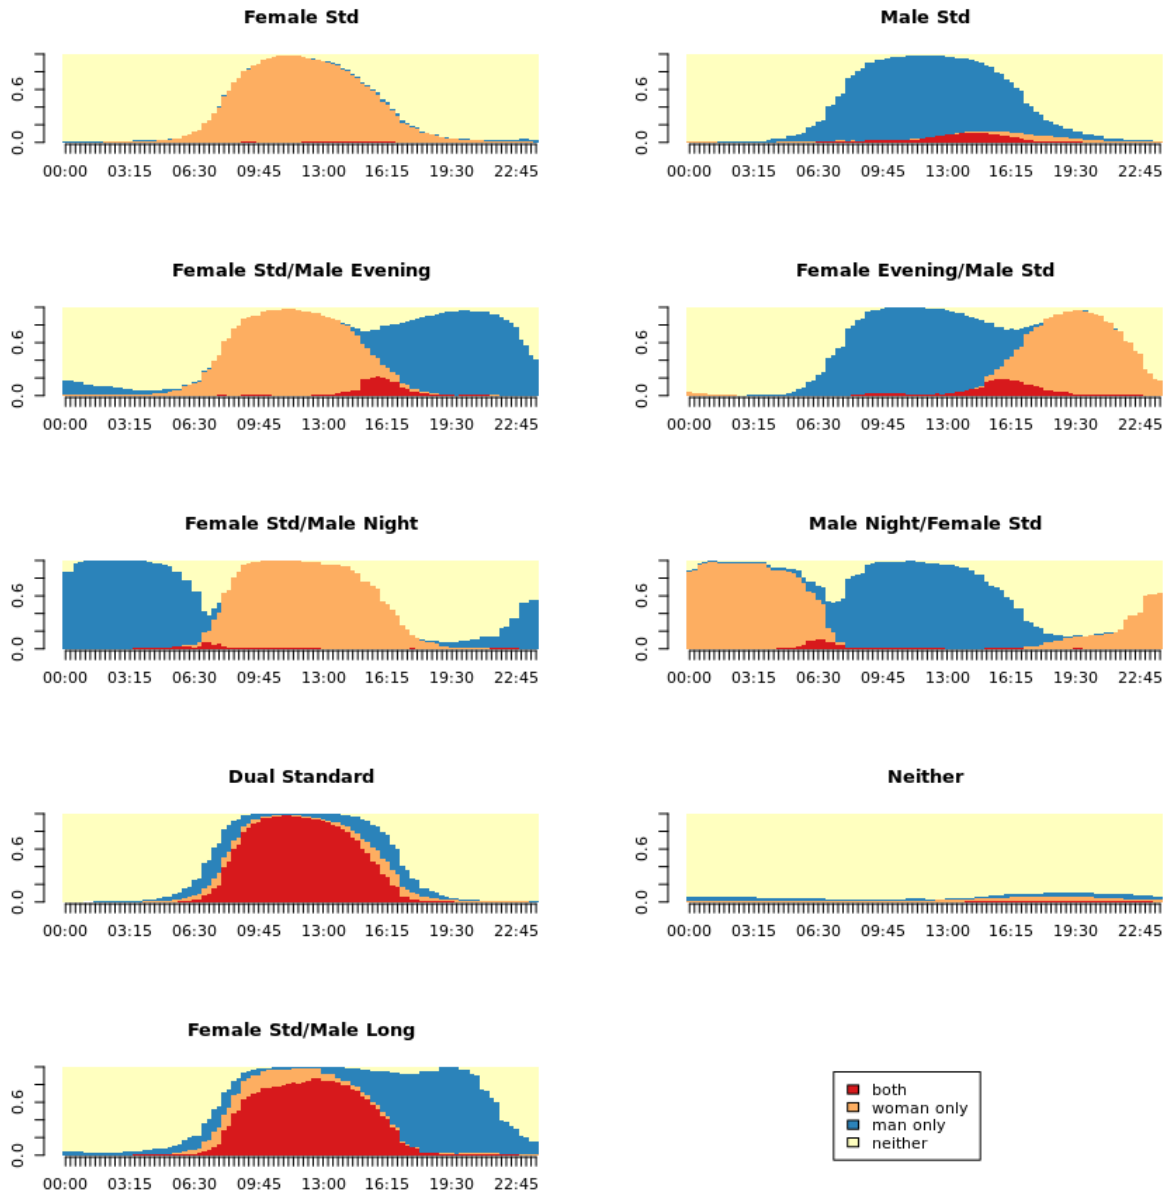 Female Std
Male Std
0.0 0.6
0.0 0.6
00:00 03:15 06:30 09:45 13:00 16:15 19:30 22:45
00:00 03:15 06:30 09:45 13:00 16:15 19:30 22:45
Female Std/Male Evening
Female Evening/Male Std
0.0 0.6
0.0 0.6
00:00 03:15 06:30 09:45 13:00 16:15 19:30 22:45
00:00 03:15 06:30 09:45 13:00 16:15 19:30 22:45
Female Std/Male Night
Male Night/Female Std
0.0 0.6
0.0 0.6
00:00 03:15 06:30 09:45 13:00 16:15 19:30 22:45
00:00 03:15 06:30 09:45 13:00 16:15 19:30 22:45
Dual Standard
Neither
0.0 0.6
0.0 0.6
00:00 03:15 06:30 09:45 13:00 16:15 19:30 22:45
00:00 03:15 06:30 09:45 13:00 16:15 19:30 22:45
Female Std/Male Long
0.0 0.6
00:00 03:15 06:30 09:45 13:00 16:15 19:30 22:45
both
woman only
man only
neither